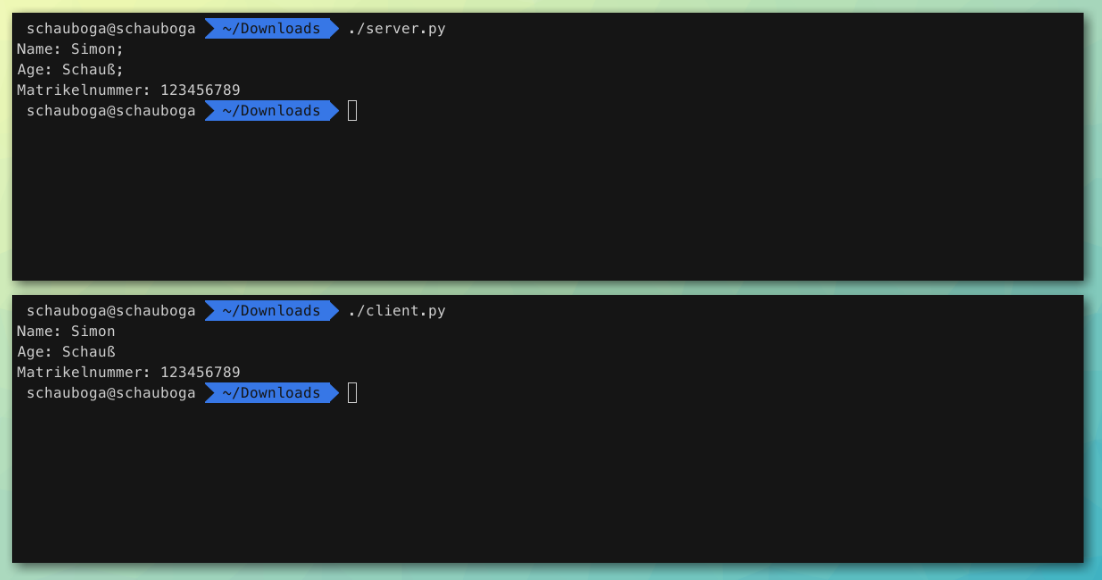 schauboga@schauboga ~/Downloads ./server.py
Name: Simon;
Age: Schauß;
Matrikelnummer: 123456789
schauboga@schauboga ~/Downloads
schauboga@schauboga ~/Downloads ./client.py
Name: Simon
Age: Schauß
Matrikelnummer: 123456789
schauboga@schauboga ~/Downloads